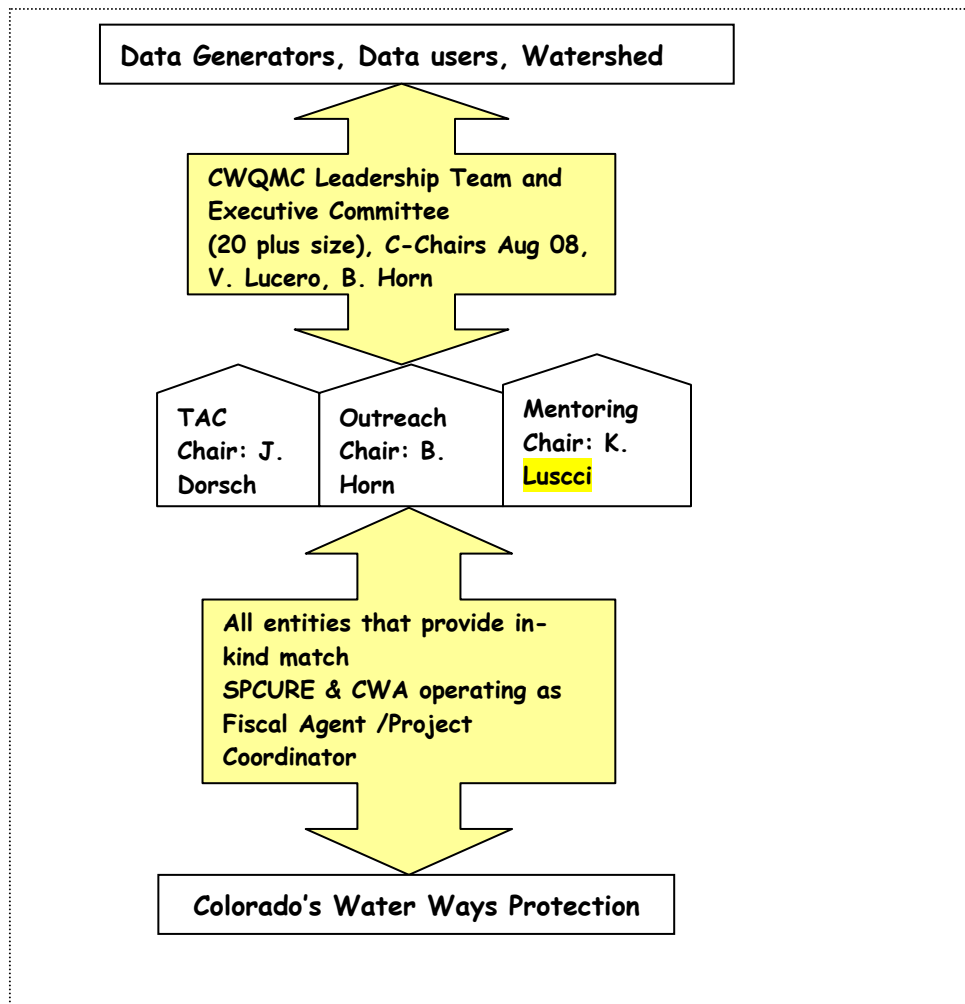 Data Generators, Data users, Watershed
CWQMC Leadership Team and
Executive Committee
(20 plus size), C-Chairs Aug 08,
V. Lucero, B. Horn
TAC
Chair: J.
Dorsch
Outreach
Chair: B.
Horn
Mentoring
Chair: K.
Luscci
All entities that provide in-
kind match
SPCURE & CWA operating as
Fiscal Agent /Project
Coordinator
Colorado’s Water Ways Protection